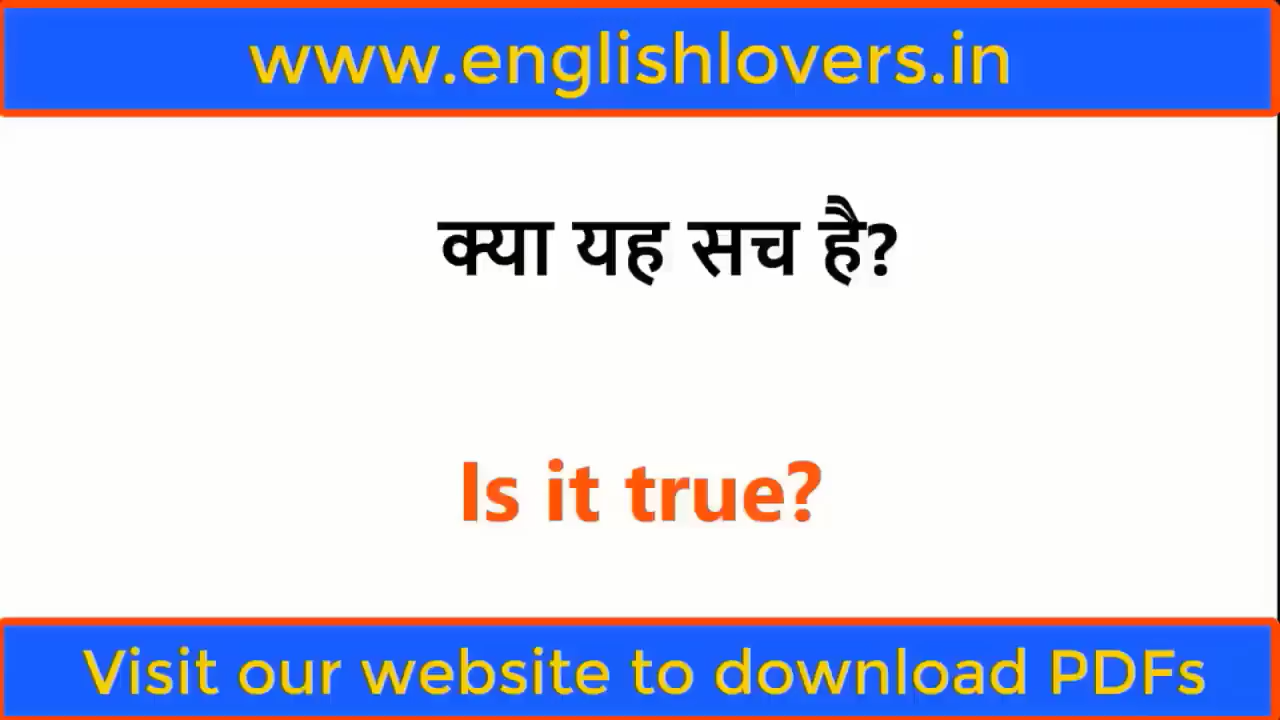 www.englishlovers.in
क्या यह सच है?
Is it true?
Visit our website to download PDFs